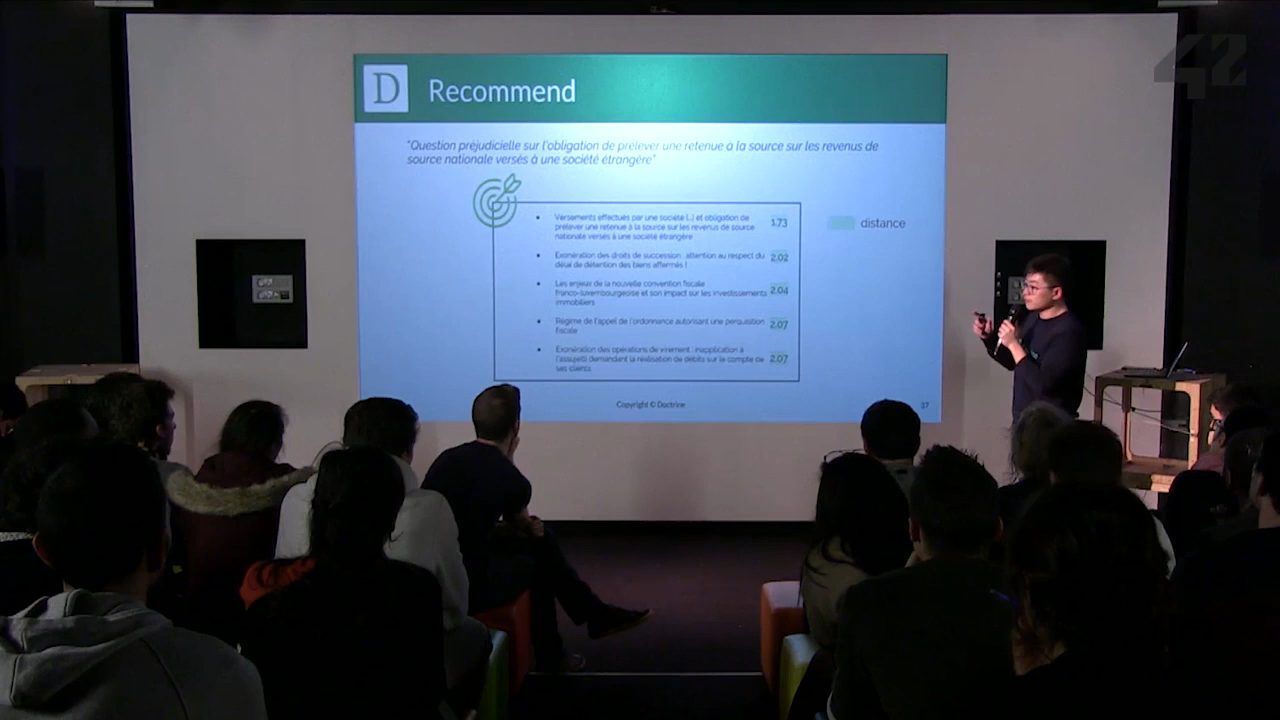 42
D
Recommend
"Question préjudicielle sur l'obligation de prélever une retenue à la source sur les revenus de
source nationale versés à une société étrangère"
distance
Versements effectués par une société [...] et obligation de
prélever une retenue à la source sur les revenus de source
nationale versés à une société étrangère
1.73
Exonération des droits de succession : attention au respect du
délai de détention des biens affermés !
2.02
Les enjeux de la nouvelle convention fiscale
franco-luxembourgeoise et son impact sur les investissements
immobiliers
2.04
Régime de l'appel de l'ordonnance autorisant une perquisition
fiscale
2.07
Exonération des opérations de virement : inapplication à
l'assujetti demandant la réalisation de débits sur le compte de
ses clients
2.07
Copyright © Doctrine
37